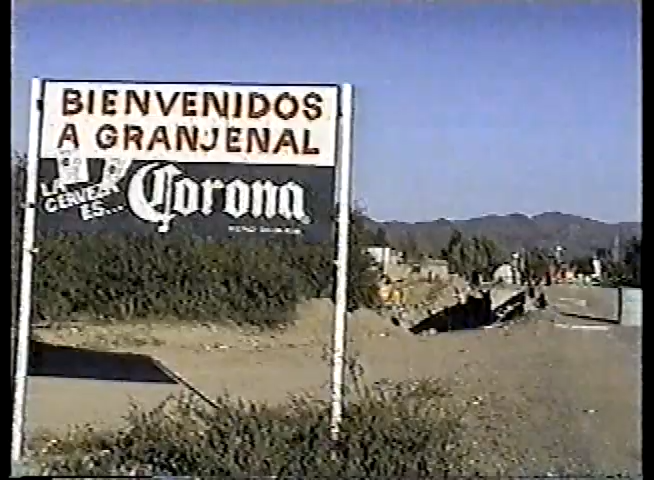 BIENVENIDOS
A GRANJENAL
LA
CERVEZA
ES...
Corona